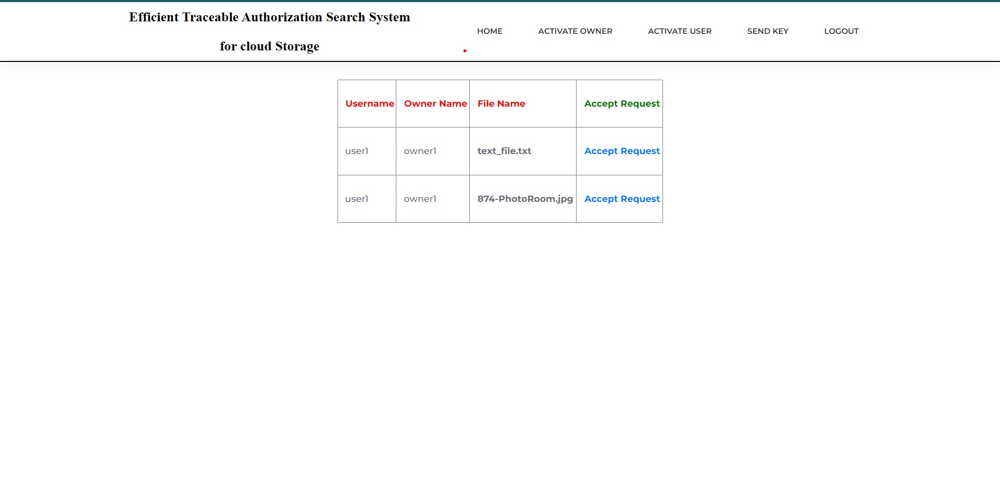 Efficient Traceable Authorization Search System
for cloud Storage
HOME ACTIVATE OWNER ACTIVATE USER SEND KEY LOGOUT
Username Owner Name File Name Accept Request
user1 owner1 text_file.txt Accept Request
user1 owner1 874-PhotoRoom.jpg Accept Request